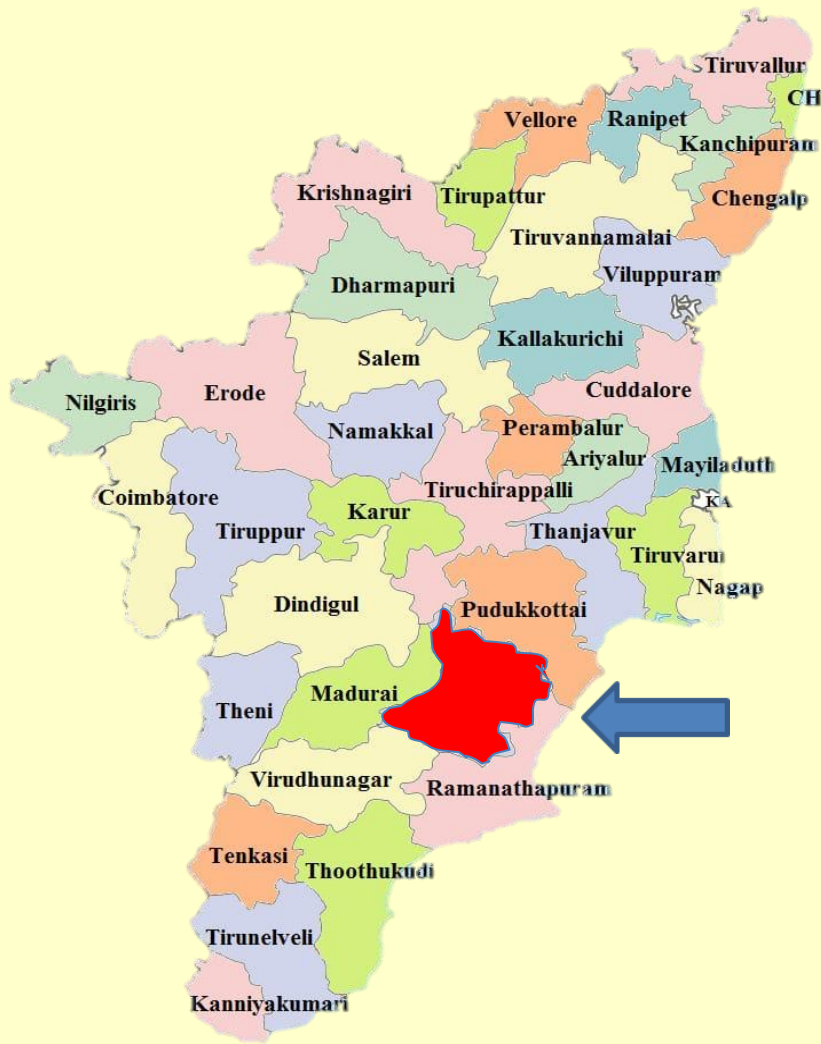 Tiruvallur
CH
Vellore
Ranipet
Kanchipuram
Krishnagiri
Tirupattur
Chengalp
Tiruvannamalai
Viluppuram
Dharmapuri
Kallakurichi
Salem
Cuddalore
Erode
Nilgiris
Namakkal
Perambalur
Ariyalur
Mayiladuth
Tiruchirappalli
Coimbatore
KA
Karur
Tiruppur
Thanjavur
Tiruvaru
Nagap
Dindigul
Pudukkottai
Madurai
Theni
Virudhunagar
Ramanathapuram
Tenkasi
Thoothukudi
Tirunelveli
Kanniyakumari